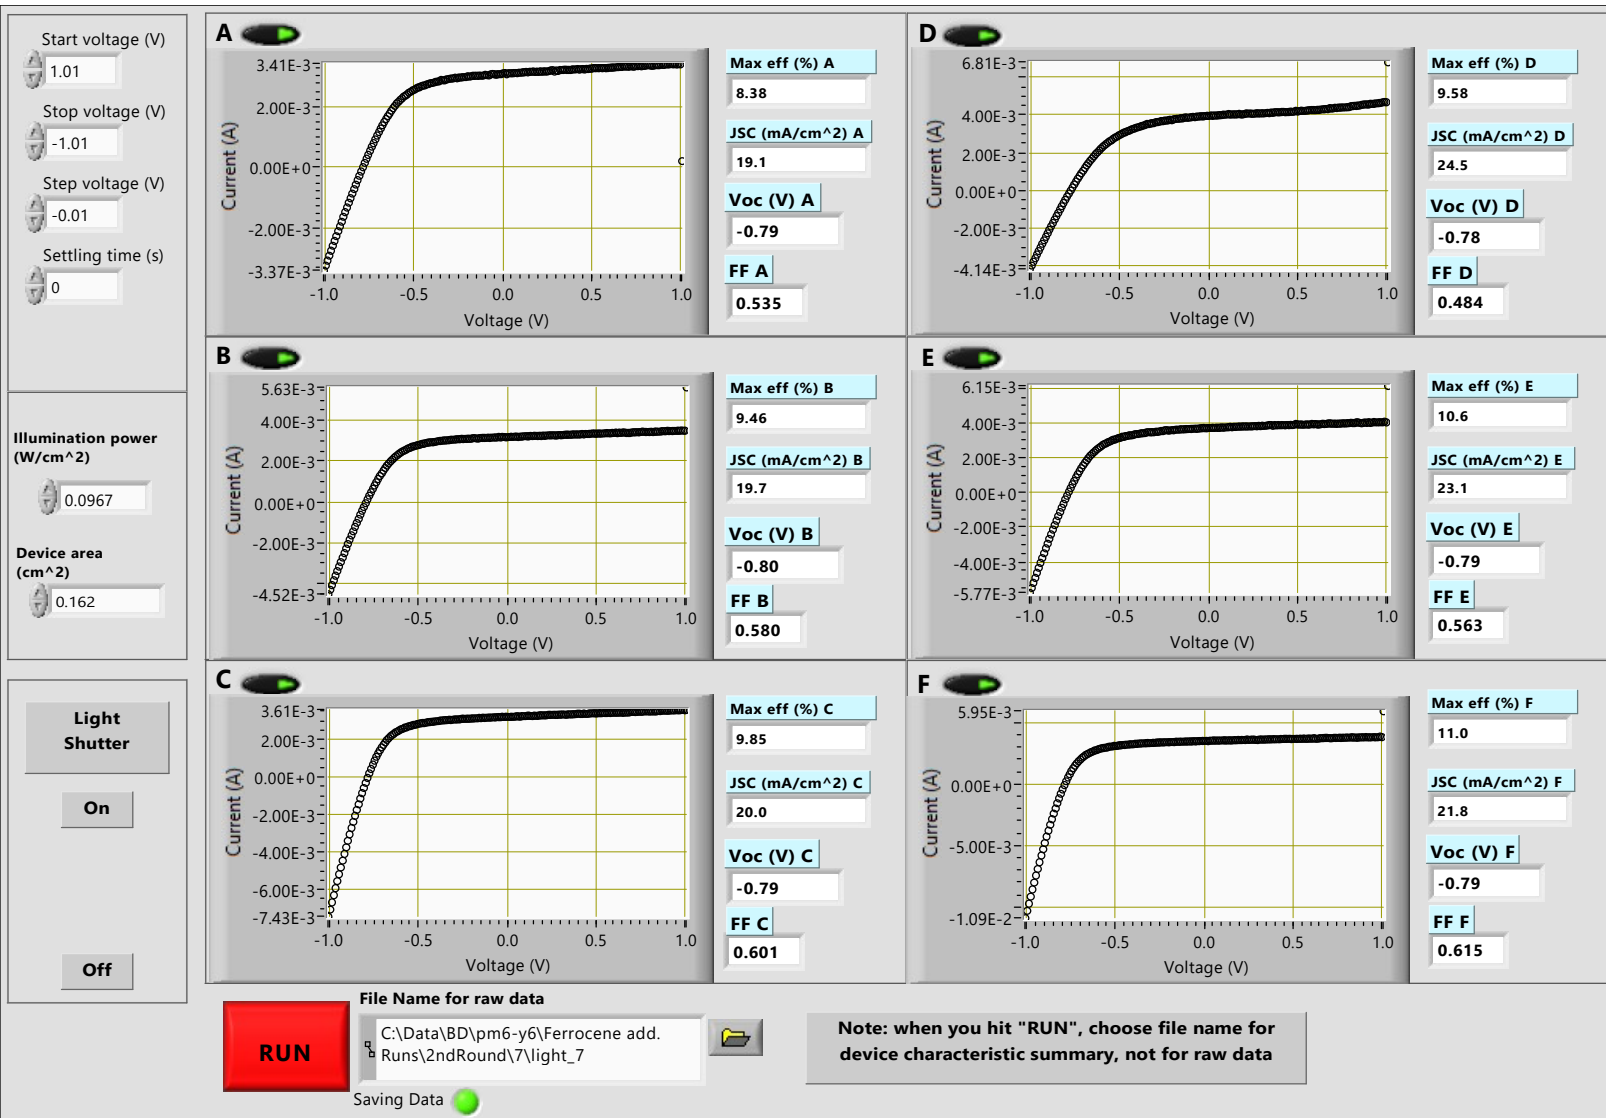 Start voltage (V)
1.01
Stop voltage (V)
-1.01
Step voltage (V)
-0.01
Settling time (s)
0
Illumination power
(W/cm^2)
0.0967
Device area
(cm^2)
0.162
Light
Shutter
On
Off
A
3.41E-3
2.00E-3
0.00E+0
-2.00E-3
-3.37E-3
Current (A)
-1.0 -0.5 0.0 0.5 1.0
Voltage (V)
Max eff (%) A
8.38
JSC (mA/cm^2) A
19.1
Voc (V) A
-0.79
FF A
0.535
B
5.63E-3
4.00E-3
2.00E-3
0.00E+0
-2.00E-3
-4.52E-3
Current (A)
-1.0 -0.5 0.0 0.5 1.0
Voltage (V)
Max eff (%) B
9.46
JSC (mA/cm^2) B
19.7
Voc (V) B
-0.80
FF B
0.580
C
3.61E-3
2.00E-3
0.00E+0
-2.00E-3
-4.00E-3
-6.00E-3
-7.43E-3
Current (A)
-1.0 -0.5 0.0 0.5 1.0
Voltage (V)
Max eff (%) C
9.85
JSC (mA/cm^2) C
20.0
Voc (V) C
-0.79
FF C
0.601
D
6.81E-3
4.00E-3
2.00E-3
0.00E+0
-2.00E-3
-4.14E-3
Current (A)
-1.0 -0.5 0.0 0.5 1.0
Voltage (V)
Max eff (%) D
9.58
JSC (mA/cm^2) D
24.5
Voc (V) D
-0.78
FF D
0.484
E
6.15E-3
4.00E-3
2.00E-3
0.00E+0
-2.00E-3
-4.00E-3
-5.77E-3
Current (A)
-1.0 -0.5 0.0 0.5 1.0
Voltage (V)
Max eff (%) E
10.6
JSC (mA/cm^2) E
23.1
Voc (V) E
-0.79
FF E
0.563
F
5.95E-3
0.00E+0
-5.00E-3
-1.09E-2
Current (A)
-1.0 -0.5 0.0 0.5 1.0
Voltage (V)
Max eff (%) F
11.0
JSC (mA/cm^2) F
21.8
Voc (V) F
-0.79
FF F
0.615
RUN
File Name for raw data
C:\Data\BD\pm6-y6\Ferrocene add.
Runs\2ndRound\7\light_7
Saving Data
Note: when you hit "RUN", choose file name for
device characteristic summary, not for raw data